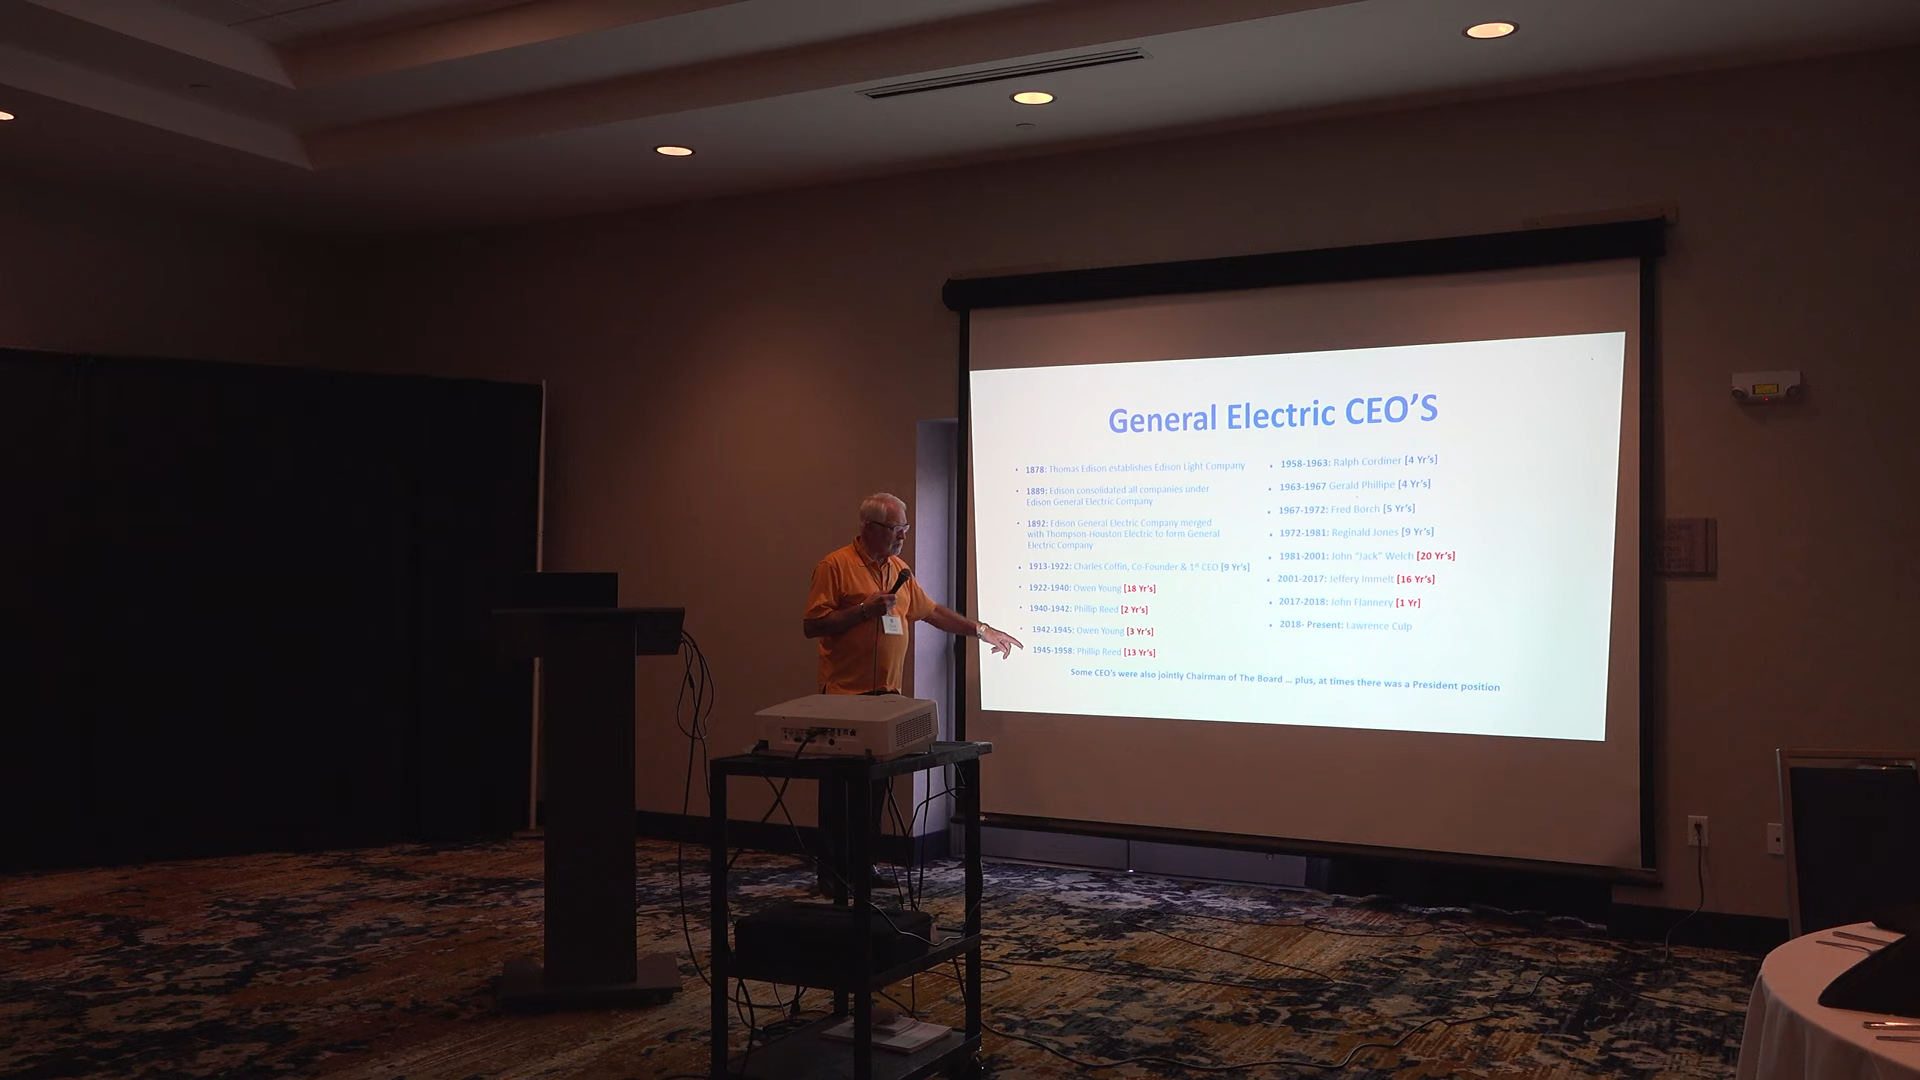 General Electric CEO'S
1878: Thomas Edison establishes Edison Light Company
1889: Edison consolidated all companies under
Edison General Electric Company
1892: Edison General Electric Company merged
with Thompson-Houston Electric to form General
Electric Company
1913-1922: Charles Coffin, Co-Founder & 1st CEO [9 Yr's]
1922-1940: Owen Young [18 Yr's]
1940-1942: Phillip Reed [2 Yr's]
1942-1945: Owen Young [3 Yr's]
1945-1958: Phillip Reed [13 Yr's]
1958-1963: Ralph Cordiner [4 Yr's]
1963-1967 Gerald Phillipe [4 Yr's]
1967-1972: Fred Borch [5 Yr's]
1972-1981: Reginald Jones [9 Yr's]
1981-2001: John "Jack" Welch [20 Yr's]
2001-2017: Jeffery Immelt [16 Yr's]
2017-2018: John Flannery [1 Yr]
2018- Present: Lawrence Culp
Some CEO's were also jointly Chairman of The Board ... plus, at times there was a President position